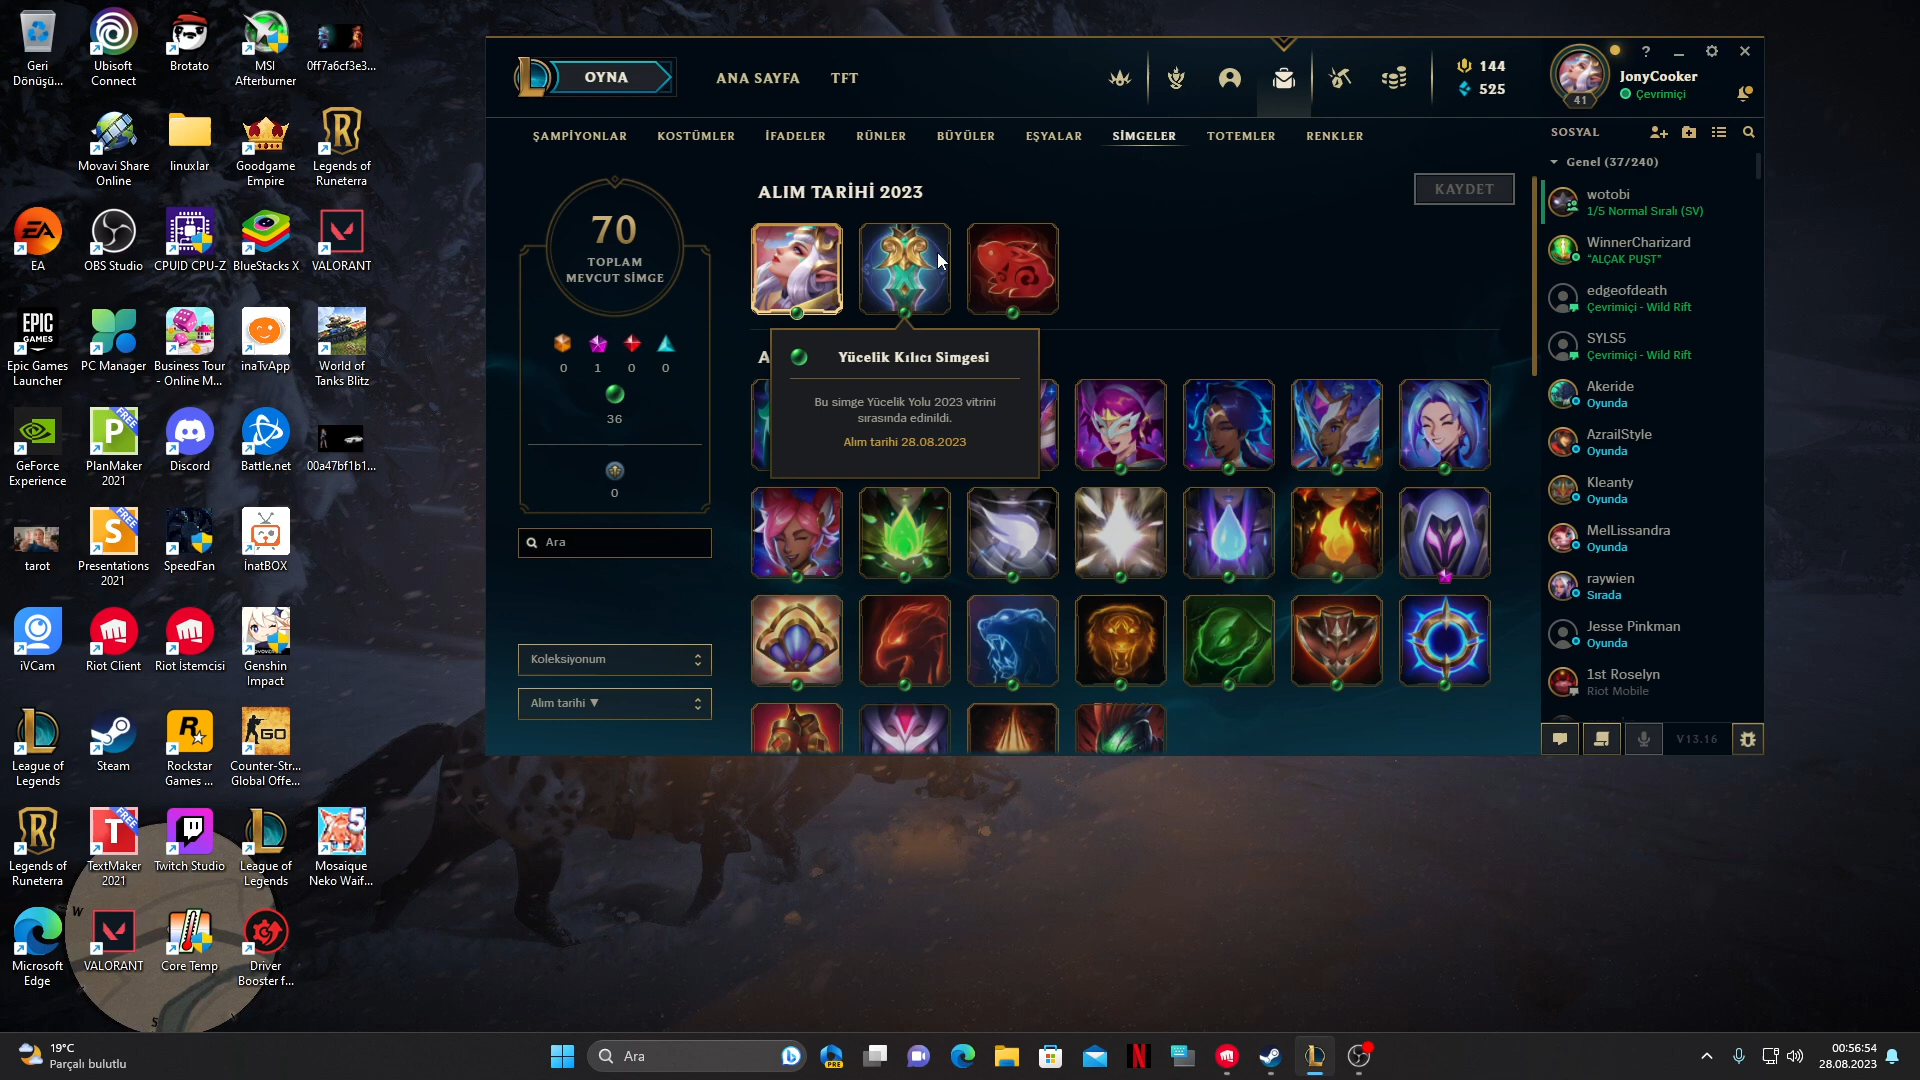 Geri
Dönüşü...
Ubisoft
Connect
Brotato
MSI
Afterburner
0ff7a6cf3e3...
Movavi Share
Online
linuxlar
Goodgame
Empire
Legends of
Runeterra
EA
OBS Studio
CPUID CPU-Z
BlueStacks X
VALORANT
Epic Games
Launcher
PC Manager
Business Tour
- Online M...
inaTvApp
World of
Tanks Blitz
GeForce
Experience
PlanMaker
2021
Discord
Battle.net
00a47bf1b1...
tarot
Presentations
2021
SpeedFan
InatBOX
iVCam
Riot Client
Riot İstemcisi
Genshin
Impact
League of
Legends
Steam
Rockstar
Games ...
Counter-Str...
Global Offe...
Legends of
Runeterra
TextMaker
2021
Twitch Studio
League of
Legends
Mosaique
Neko Waif...
Microsoft
Edge
VALORANT
Core Temp
Driver
Booster f...
OYNA
ANA SAYFA
TFT
144
525
41
JonyCooker
Çevrimiçi
ŞAMPİYONLAR
KOSTÜMLER
İFADELER
RÜNLER
BÜYÜLER
EŞYALAR
SİMGELER
TOTEMLER
RENKLER
70
TOPLAM
MEVCUT SİMGE
0
1
0
0
36
0
Ara
Koleksiyonum
Alım tarihi ▼
ALIM TARİHİ 2023
KAYDET
A
Yücelik Kılıcı Simgesi
Bu simge Yücelik Yolu 2023 vitrini
sırasında edinildi.
Alım tarihi 28.08.2023
SOSYAL
Genel (37/240)
wotobi
1/5 Normal Sıralı (SV)
WinnerCharizard
"ALÇAK PUŞT"
edgeofdeath
Çevrimiçi - Wild Rift
SYLS5
Çevrimiçi - Wild Rift
Akeride
Oyunda
AzrailStyle
Oyunda
Kleanty
Oyunda
MelLissandra
Oyunda
raywien
Sırada
Jesse Pinkman
Oyunda
1st Roselyn
Riot Mobile
V13.16
19°C
Parçalı bulutlu
Ara
00:56:54
28.08.2023